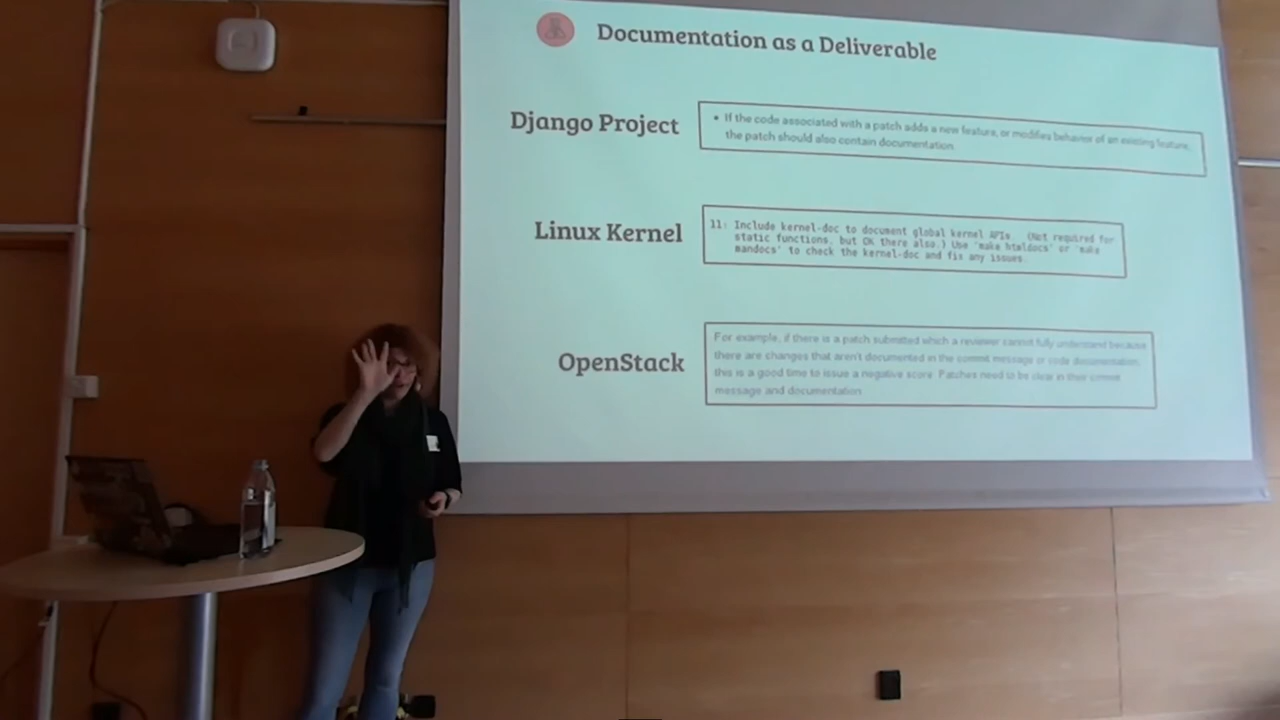 Documentation as a Deliverable
Django Project
• If the code associated with a patch adds a new feature, or modifies behavior of an existing feature,
the patch should also contain documentation.
Linux Kernel
11: Include kernel-doc to document global kernel APIs. (Not required for
static functions, but OK there also.) Use 'make htmldocs' or 'make
mandocs' to check the kernel-doc and fix any issues.
OpenStack
For example, if there is a patch submitted which a reviewer cannot fully understand because
there are changes that aren't documented in the commit message or code documentation,
this is a good time to issue a negative score. Patches need to be clear in their commit
message and documentation.